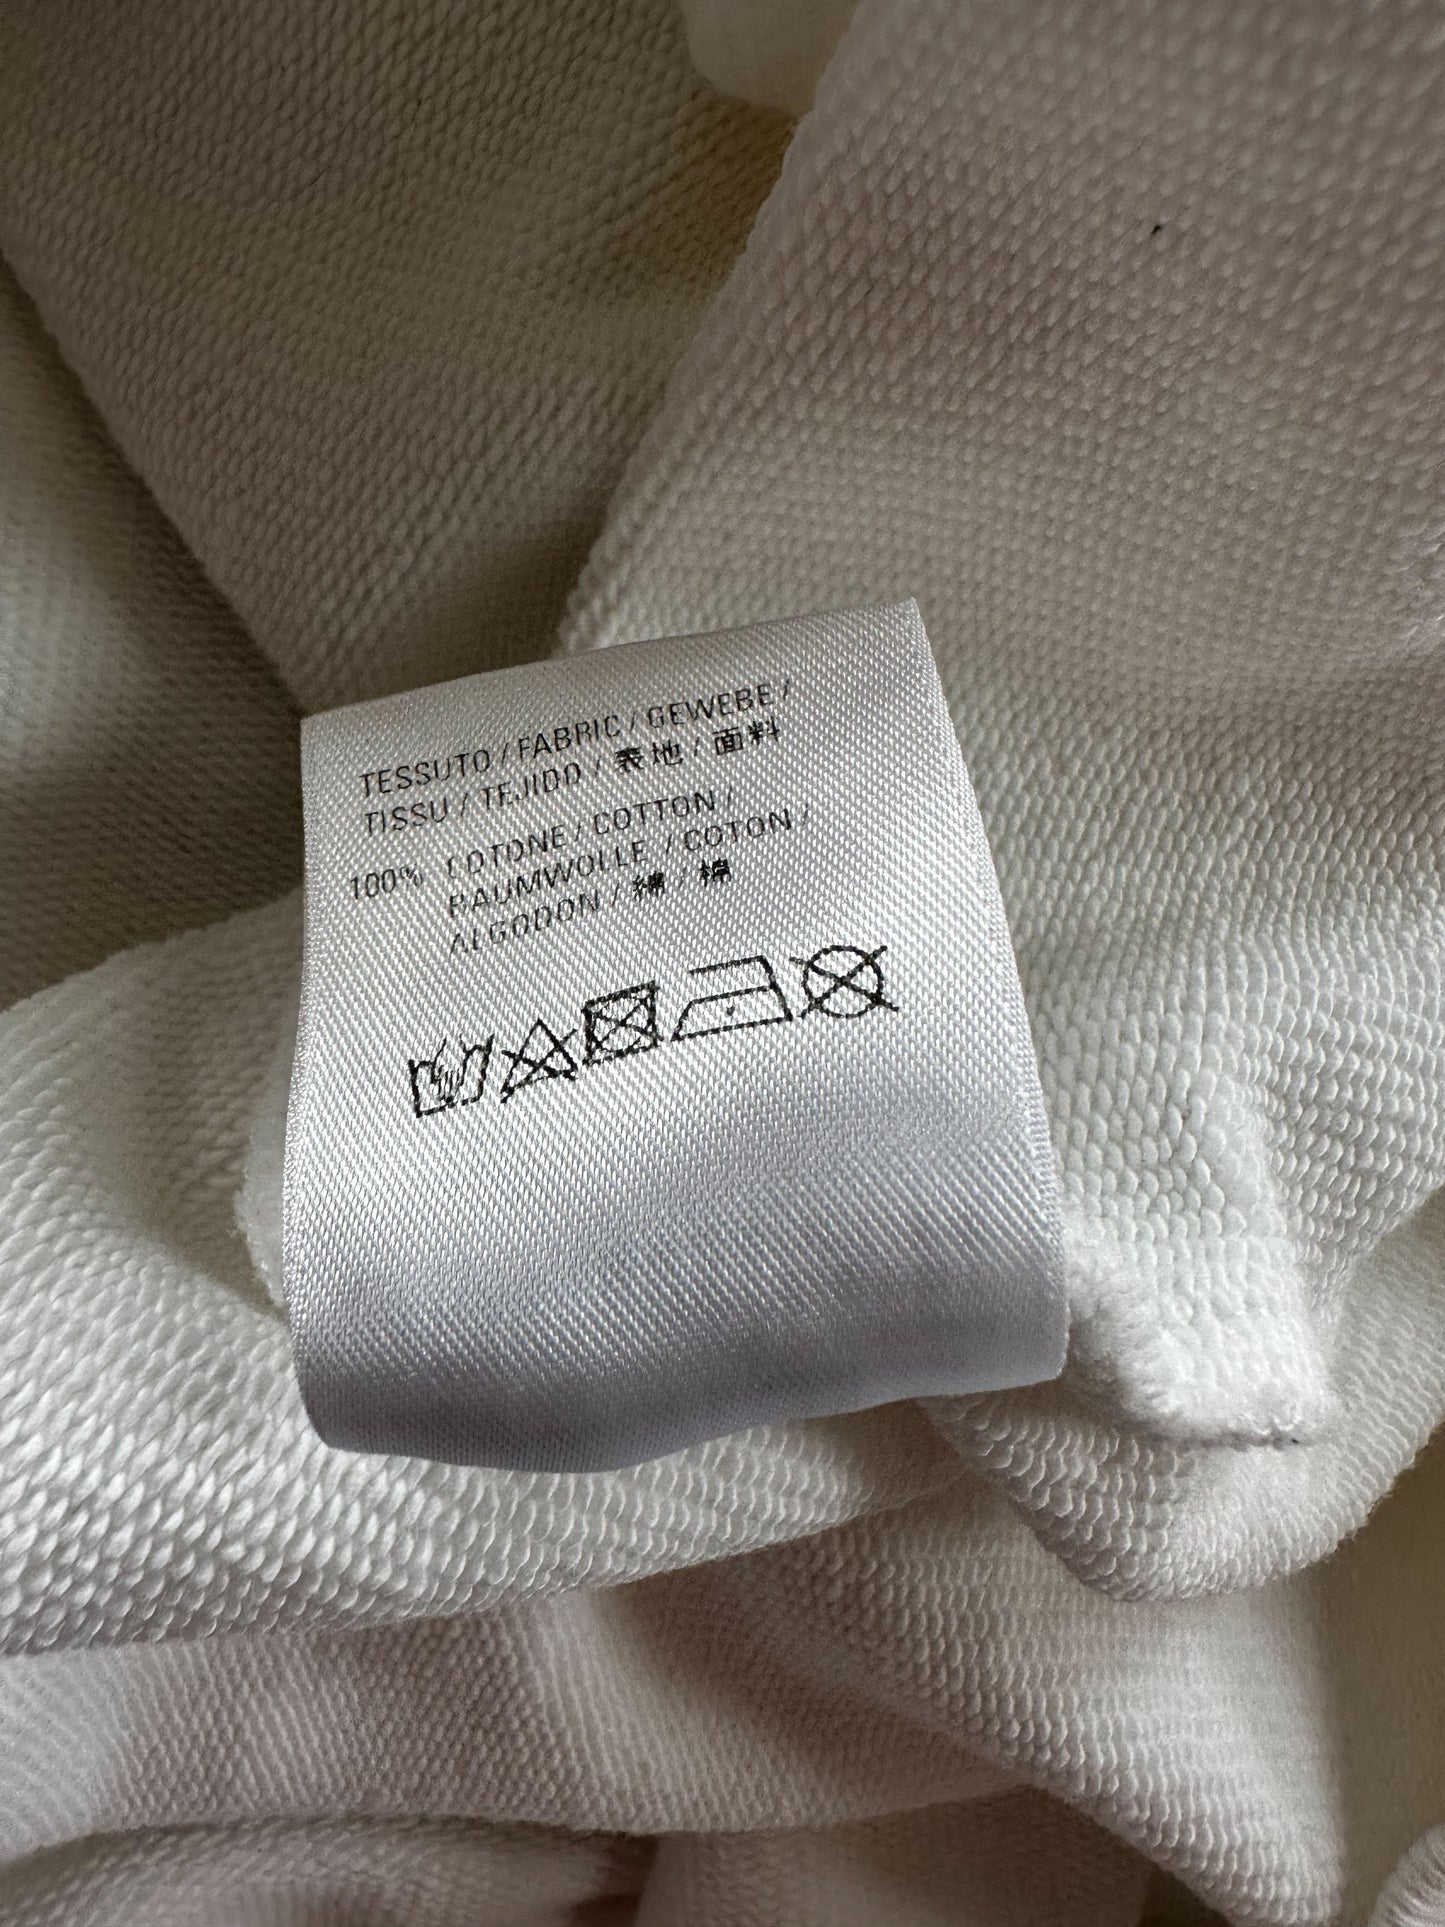 TESSUTO / FABRIC / GEWEBE /
TISSU / TEJIDO / 表地 / 面料
100% COTONE / COTTON /
BAUMWOLLE / COTON /
ALGODON / 綿 / 棉